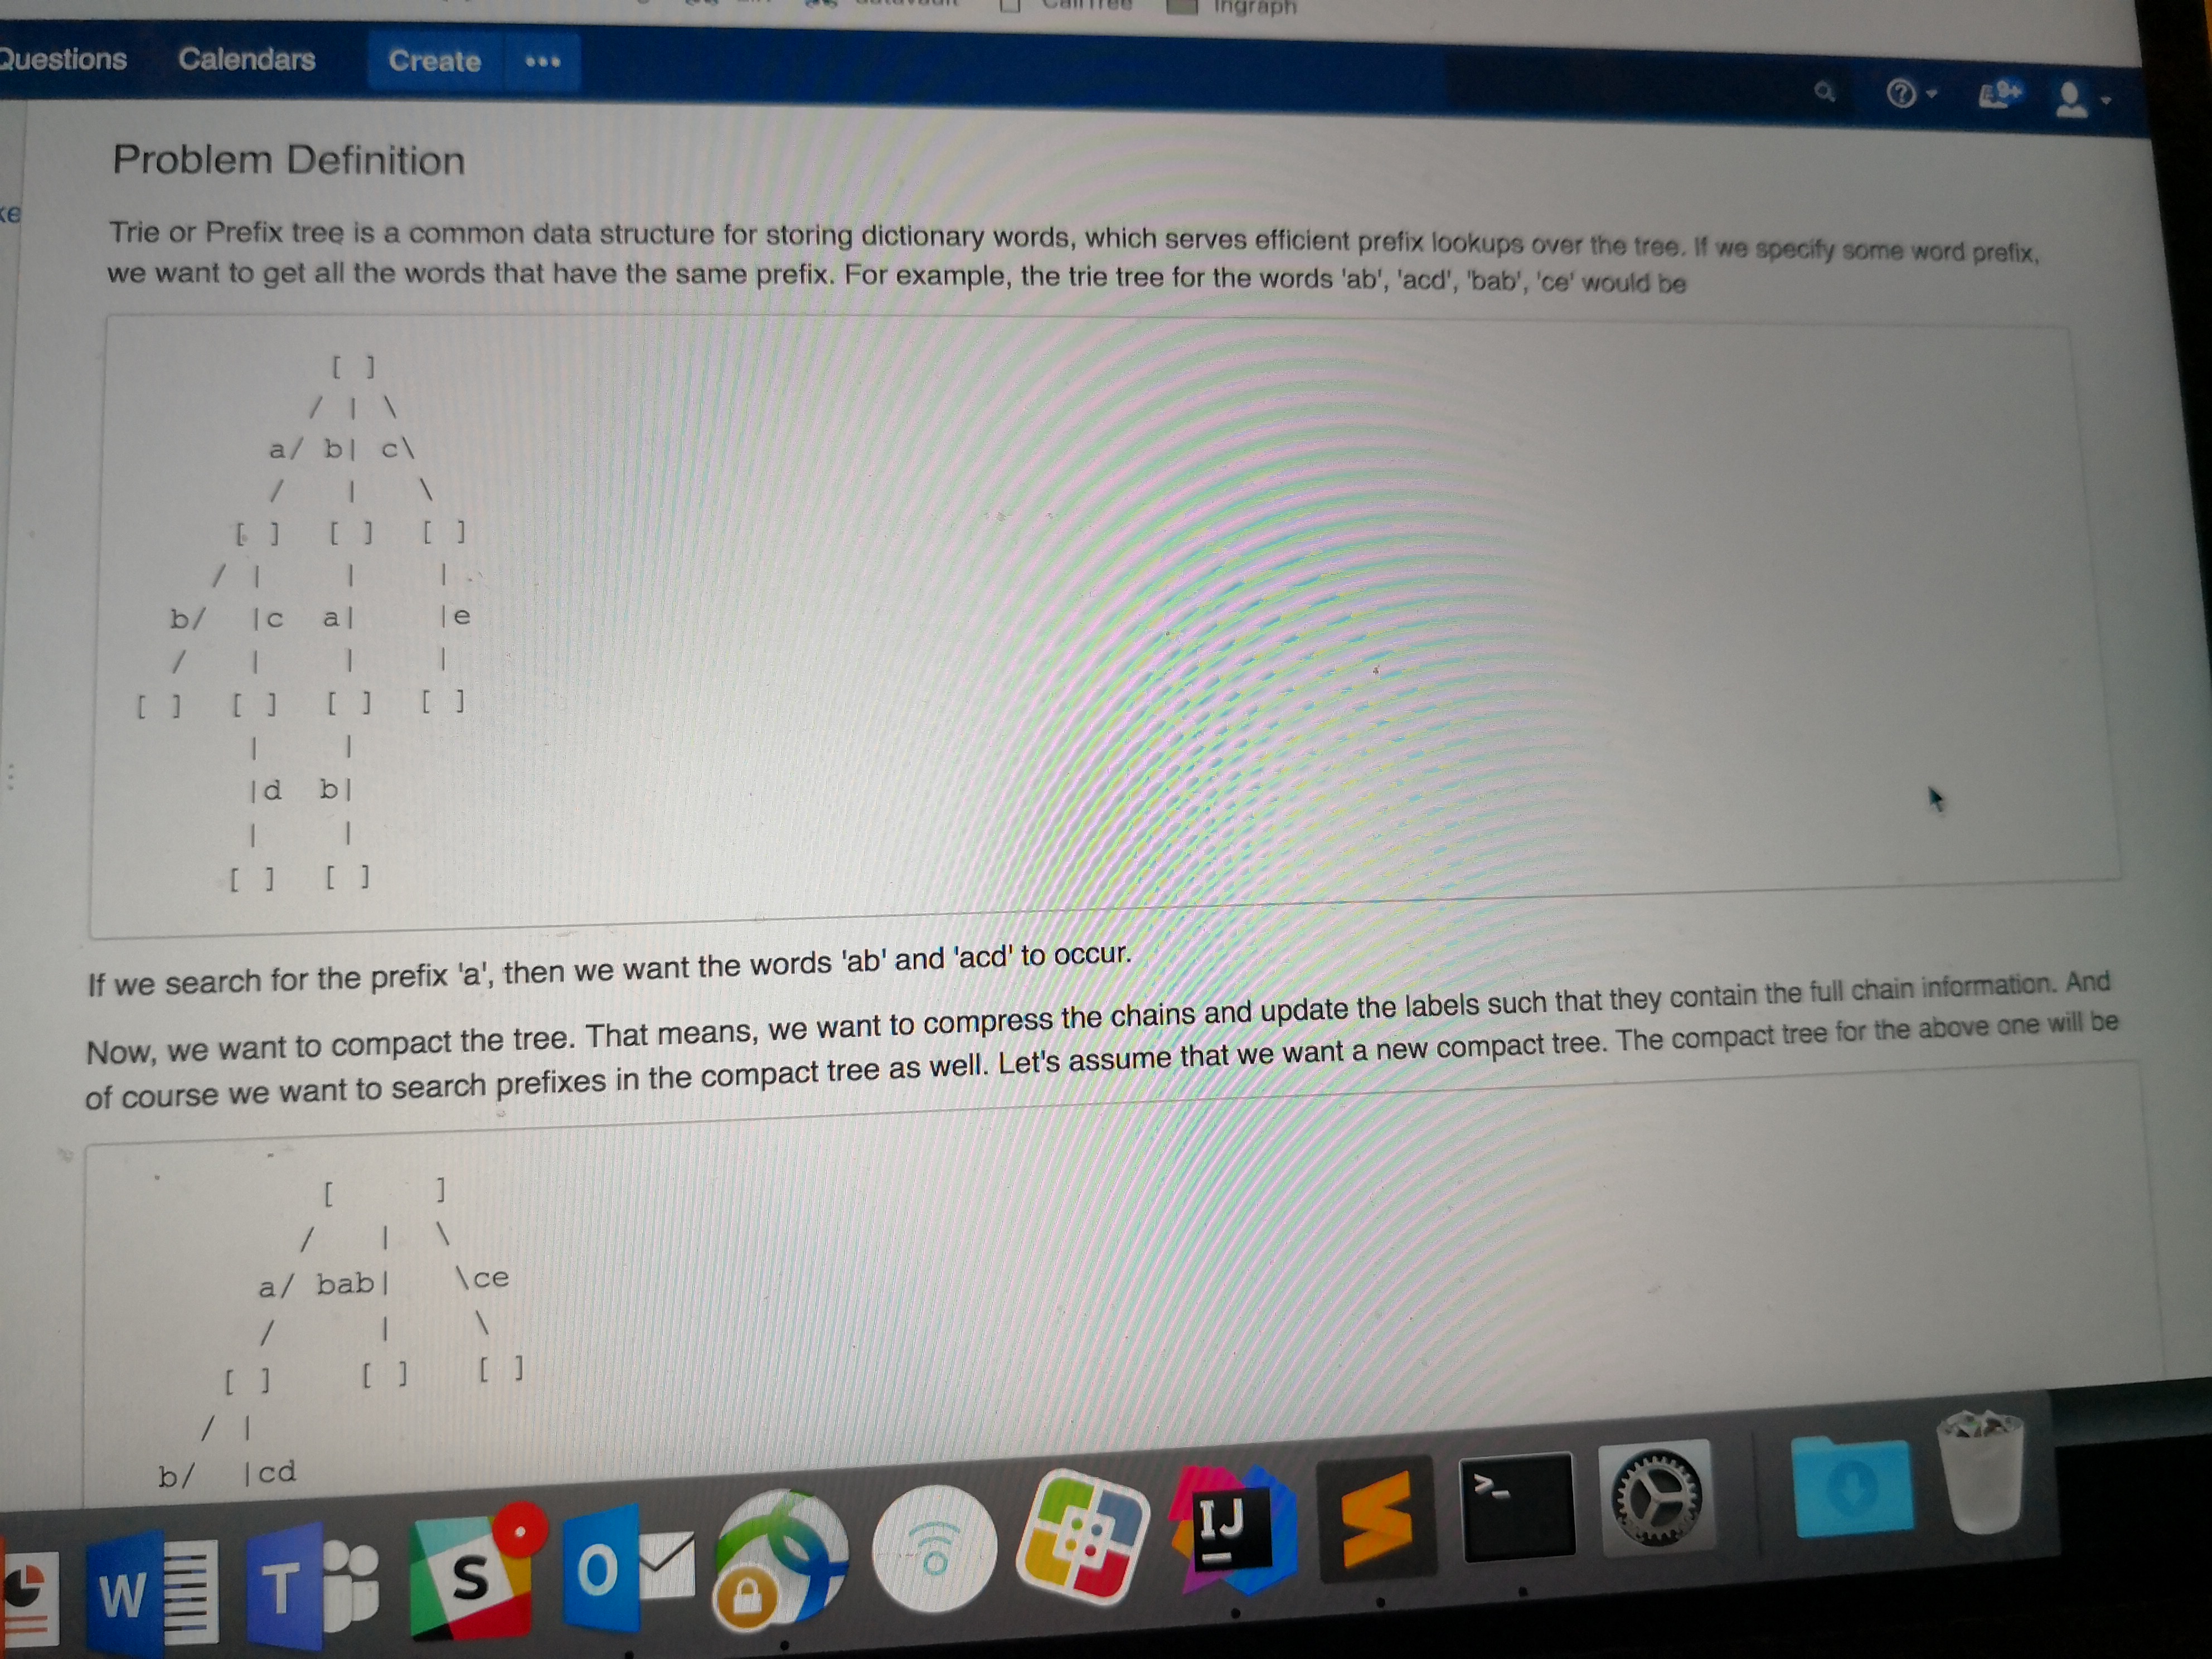 Ingraph
Questions Calendars Create •••
Problem Definition
Trie or Prefix tree is a common data structure for storing dictionary words, which serves efficient prefix lookups over the tree. If we specify some word prefix,
we want to get all the words that have the same prefix. For example, the trie tree for the words 'ab', 'acd', 'bab', 'ce' would be
[ ]
/ | \
a/ b| c\
/ | \
[ ] [ ] [ ]
/ | | |
b/ |c a| |e
/ | | |
[ ] [ ] [ ] [ ]
| |
|d b|
| |
[ ] [ ]
If we search for the prefix 'a', then we want the words 'ab' and 'acd' to occur.
Now, we want to compact the tree. That means, we want to compress the chains and update the labels such that they contain the full chain information. And
of course we want to search prefixes in the compact tree as well. Let's assume that we want a new compact tree. The compact tree for the above one will be
[ ]
/ | \
a/ bab| \ce
/ | \
[ ] [ ] [ ]
/ |
b/ |cd
W T S O IJ >_